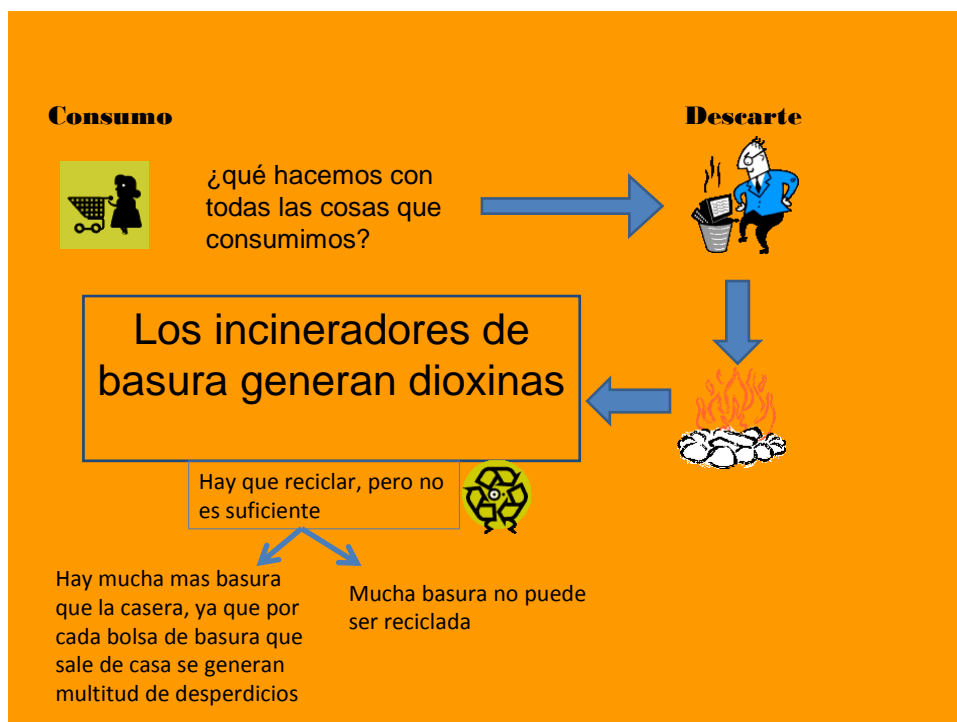 Consumo
Descarte
¿qué hacemos con
todas las cosas que
consumimos?
Los incineradores de
basura generan dioxinas
Hay que reciclar, pero no
es suficiente
Hay mucha mas basura
que la casera, ya que por
cada bolsa de basura que
sale de casa se generan
multitud de desperdicios
Mucha basura no puede
ser reciclada